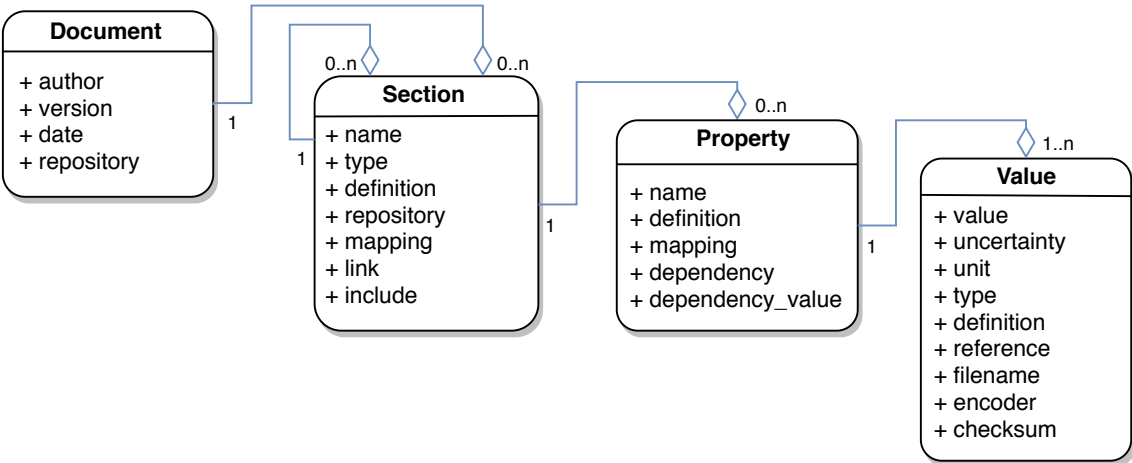 Document
+ author
+ version
+ date
+ repository
1
0..n
0..n
Section
+ name
+ type
+ definition
+ repository
+ mapping
+ link
+ include
1
1
0..n
Property
+ name
+ definition
+ mapping
+ dependency
+ dependency_value
1
1..n
Value
+ value
+ uncertainty
+ unit
+ type
+ definition
+ reference
+ filename
+ encoder
+ checksum